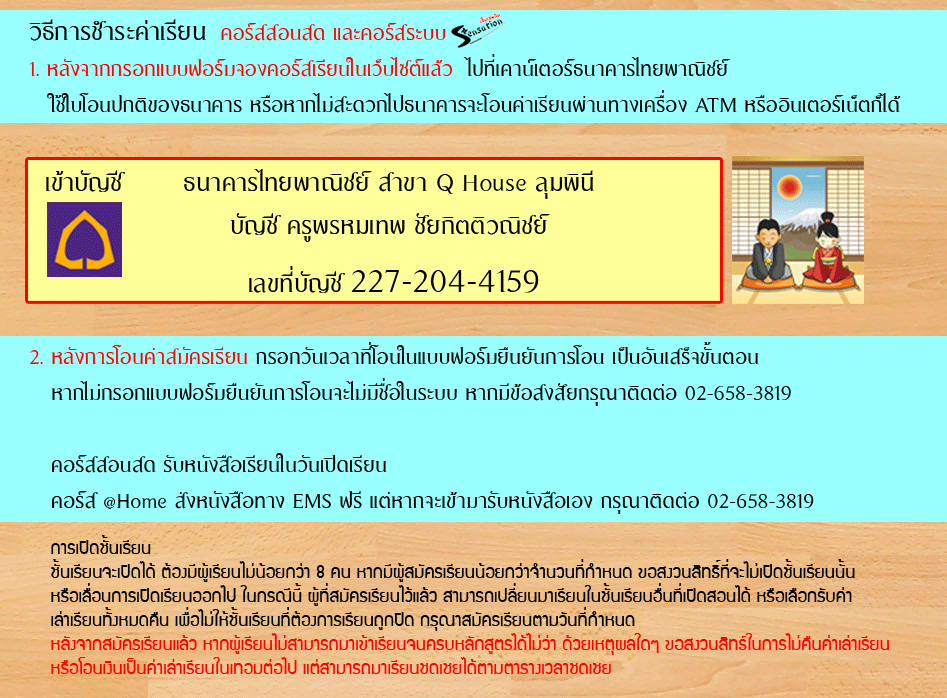 วิธีการชำระค่าเรียน คอร์สสอนสด และคอร์สระบบ Sensation
1. หลังจากกรอกแบบฟอร์มจองคอร์สเรียนในเว็บไซต์แล้ว ไปที่เคาน์เตอร์ธนาคารไทยพาณิชย์
ใช้ใบโอนปกติของธนาคาร หรือหากไม่สะดวกไปธนาคารจะโอนค่าเรียนผ่านทางเครื่อง ATM หรืออินเตอร์เน็ตก็ได้
เข้าบัญชี ธนาคารไทยพาณิชย์ สาขา Q House ลุมพินี
บัญชี ครูพรหมเทพ ชัยกิตติวณิชย์
เลขที่บัญชี 227-204-4159
2. หลังการโอนค่าสมัครเรียน กรอกวันเวลาที่โอนในแบบฟอร์มยืนยันการโอน เป็นอันเสร็จขั้นตอน
หากไม่กรอกแบบฟอร์มยืนยันการโอนจะไม่มีชื่อในระบบ หากมีข้อสงสัยกรุณาติดต่อ 02-658-3819
คอร์สสอนสด รับหนังสือเรียนในวันเปิดเรียน
คอร์ส @Home ส่งหนังสือทาง EMS ฟรี แต่หากจะเข้ามารับหนังสือเอง กรุณาติดต่อ 02-658-3819
การเปิดชั้นเรียน
ชั้นเรียนจะเปิดได้ ต้องมีผู้เรียนไม่น้อยกว่า 8 คน หากมีผู้สมัครเรียนน้อยกว่าจำนวนที่กำหนด ขอสงวนสิทธิ์ที่จะไม่เปิดชั้นเรียนนั้น
หรือเลื่อนการเปิดเรียนออกไป ในกรณีนี้ ผู้ที่สมัครเรียนไว้แล้ว สามารถเปลี่ยนมาเรียนในชั้นเรียนอื่นที่เปิดสอนได้ หรือเลือกรับค่า
เล่าเรียนทั้งหมดคืน เพื่อไม่ให้ชั้นเรียนที่ต้องการเรียนถูกปิด กรุณาสมัครเรียนตามวันที่กำหนด
หลังจากสมัครเรียนแล้ว หากผู้เรียนไม่สามารถมาเข้าเรียนจนครบหลักสูตรได้ไม่ว่า ด้วยเหตุผลใดๆ ขอสงวนสิทธิ์ในการไม่คืนค่าเล่าเรียน
หรือโอนเงินเป็นค่าเล่าเรียนในเทอมต่อไป แต่สามารถมาเรียนชดเชยได้ตามตารางเวลาชดเชย